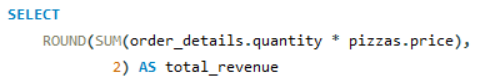 SELECT
ROUND(SUM(order_details.quantity * pizzas.price),
2) AS total_revenue